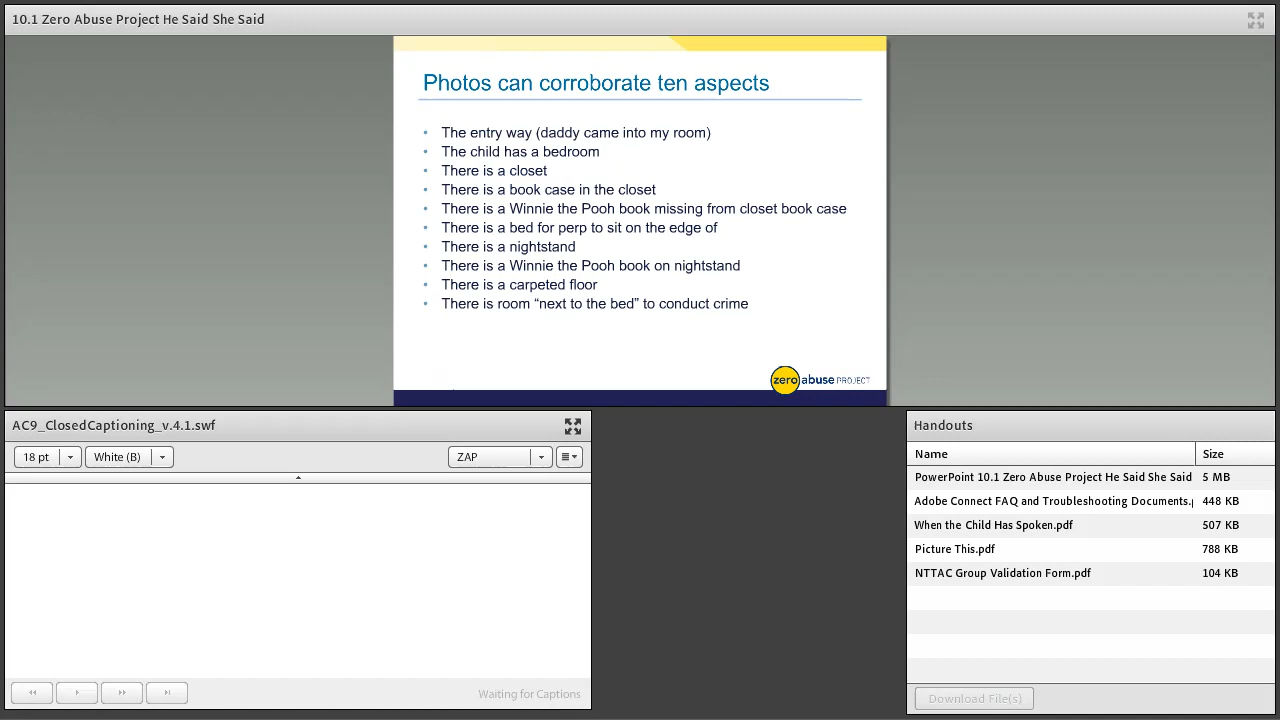 10.1 Zero Abuse Project He Said She Said
Photos can corroborate ten aspects
• The entry way (daddy came into my room)
• The child has a bedroom
• There is a closet
• There is a book case in the closet
• There is a Winnie the Pooh book missing from closet book case
• There is a bed for perp to sit on the edge of
• There is a nightstand
• There is a Winnie the Pooh book on nightstand
• There is a carpeted floor
• There is room “next to the bed” to conduct crime
zero abuse PROJECT
AC9_ClosedCaptioning_v.4.1.swf
18 pt White (B) ZAP
Waiting for Captions
Handouts
Name Size
PowerPoint 10.1 Zero Abuse Project He Said She Said 5 MB
Adobe Connect FAQ and Troubleshooting Documents.p 448 KB
When the Child Has Spoken.pdf 507 KB
Picture This.pdf 788 KB
NTTAC Group Validation Form.pdf 104 KB
Download File(s)